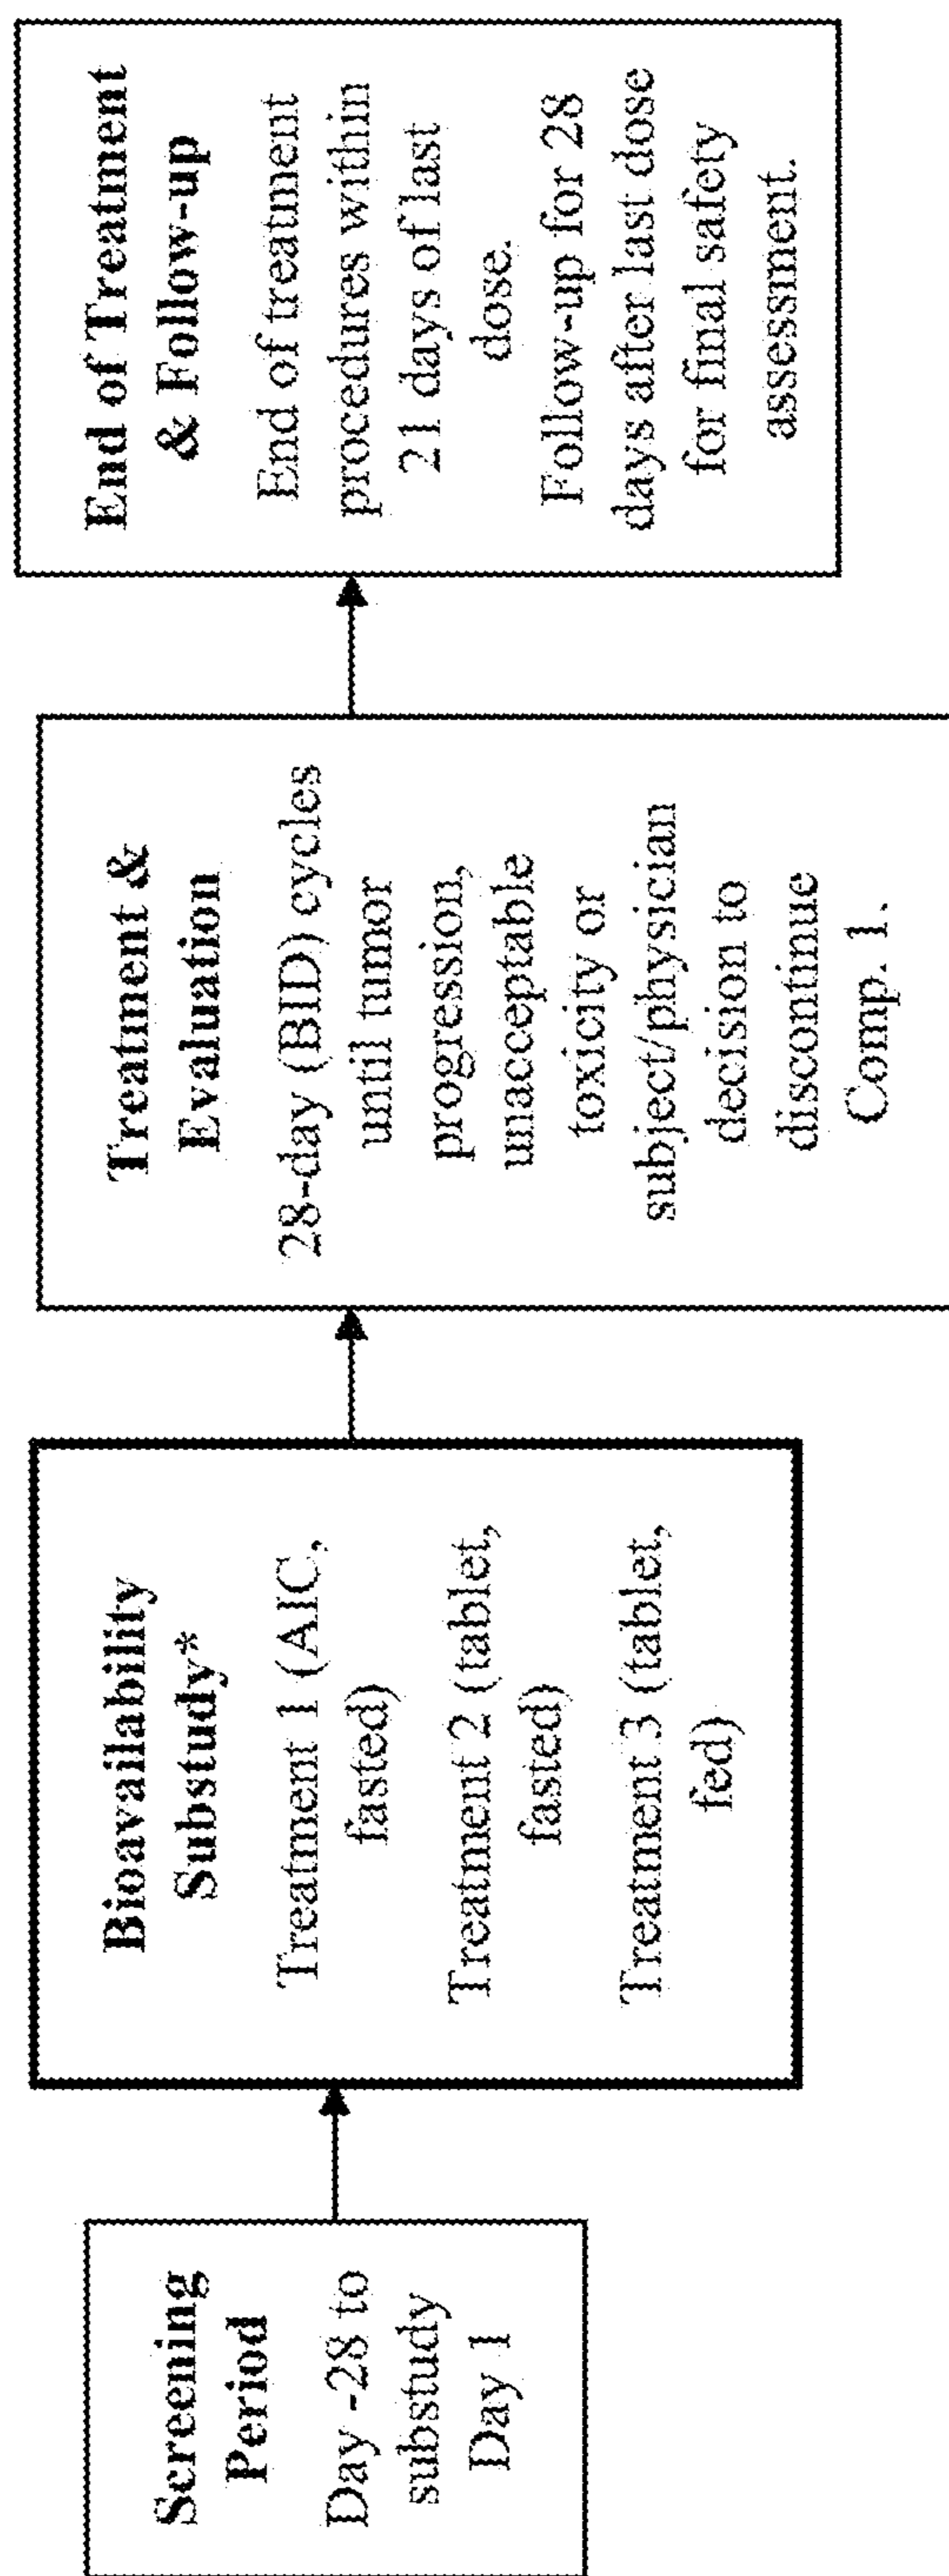 Screening
Period
Day -28 to
substudy
Day 1
Bioavailability
Substudy*
Treatment 1 (AIC,
fasted)
Treatment 2 (tablet,
fasted)
Treatment 3 (tablet,
fed)
Treatment &
Evaluation
28-day (BID) cycles
until tumor
progression,
unacceptable
toxicity or
subject/physician
decision to
discontinue
Comp. 1.
End of Treatment
& Follow-up
End of treatment
procedures within
21 days of last
dose.
Follow-up for 28
days after last dose
for final safety
assessment.